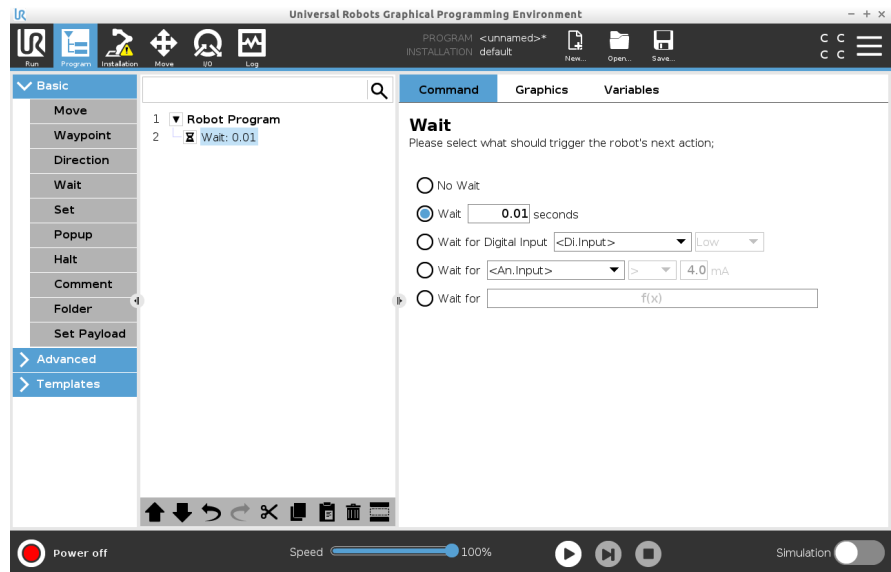 UR Universal Robots Graphical Programming Environment
PROGRAM <unnamed>*
INSTALLATION default
Run Program Installation Move I/O Log New... Open... Save...
C C
C C
Basic
Move
Waypoint
Direction
Wait
Set
Popup
Halt
Comment
Folder
Set Payload
Advanced
Templates
1 Robot Program
2 Wait: 0.01
Command Graphics Variables
Wait
Please select what should trigger the robot's next action;
No Wait
Wait 0.01 seconds
Wait for Digital Input <Di.Input> Low
Wait for <An.Input> > 4.0 mA
Wait for f(x)
Power off Speed 100% Simulation